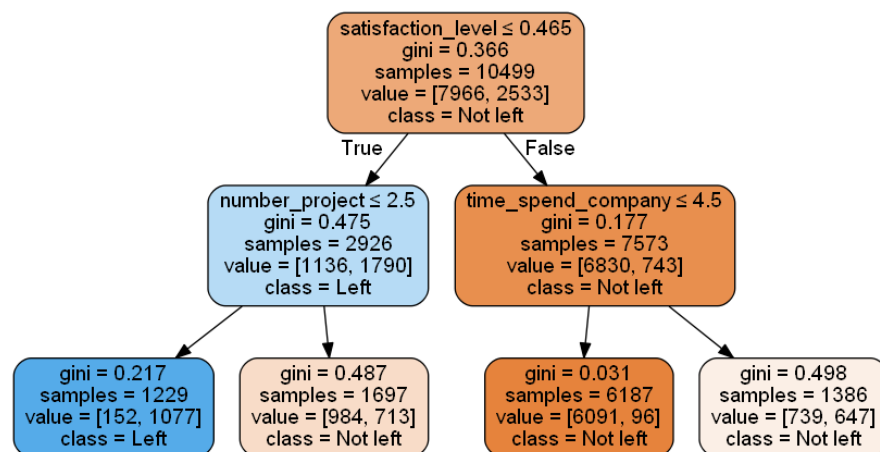 satisfaction_level ≤ 0.465
gini = 0.366
samples = 10499
value = [7966, 2533]
class = Not left
True
False
number_project ≤ 2.5
gini = 0.475
samples = 2926
value = [1136, 1790]
class = Left
time_spend_company ≤ 4.5
gini = 0.177
samples = 7573
value = [6830, 743]
class = Not left
gini = 0.217
samples = 1229
value = [152, 1077]
class = Left
gini = 0.487
samples = 1697
value = [984, 713]
class = Not left
gini = 0.031
samples = 6187
value = [6091, 96]
class = Not left
gini = 0.498
samples = 1386
value = [739, 647]
class = Not left